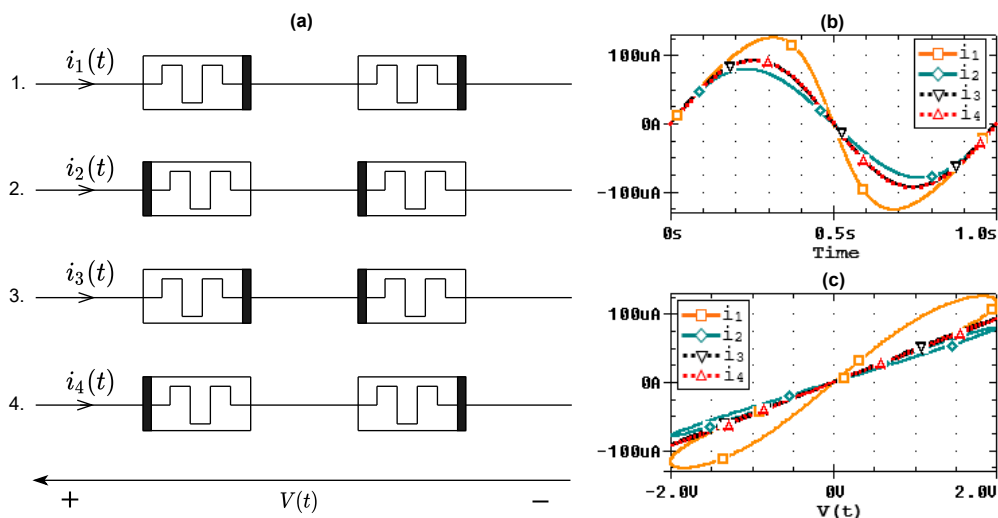 (a)
1. i₁(t)
2. i₂(t)
3. i₃(t)
4. i₄(t)
+ V(t) −
(b)
100uA
0A
-100uA
i1
i2
i3
i4
0s 0.5s 1.0s
Time
(c)
100uA
0A
-100uA
i1
i2
i3
i4
-2.0V 0V 2.0V
V(t)